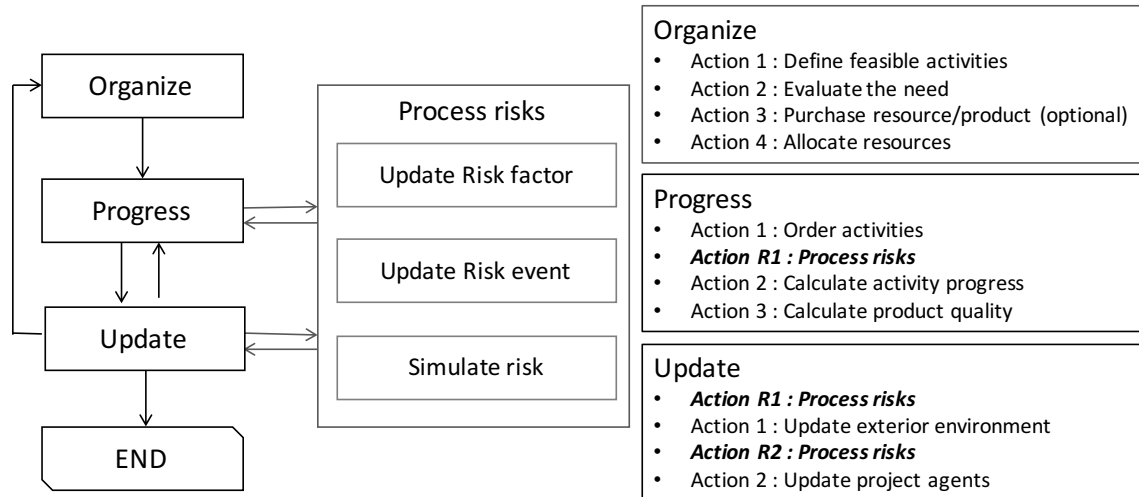 Organize
Progress
Update
END
Process risks
Update Risk factor
Update Risk event
Simulate risk
Organize
• Action 1 : Define feasible activities
• Action 2 : Evaluate the need
• Action 3 : Purchase resource/product (optional)
• Action 4 : Allocate resources
Progress
• Action 1 : Order activities
• Action R1 : Process risks
• Action 2 : Calculate activity progress
• Action 3 : Calculate product quality
Update
• Action R1 : Process risks
• Action 1 : Update exterior environment
• Action R2 : Process risks
• Action 2 : Update project agents